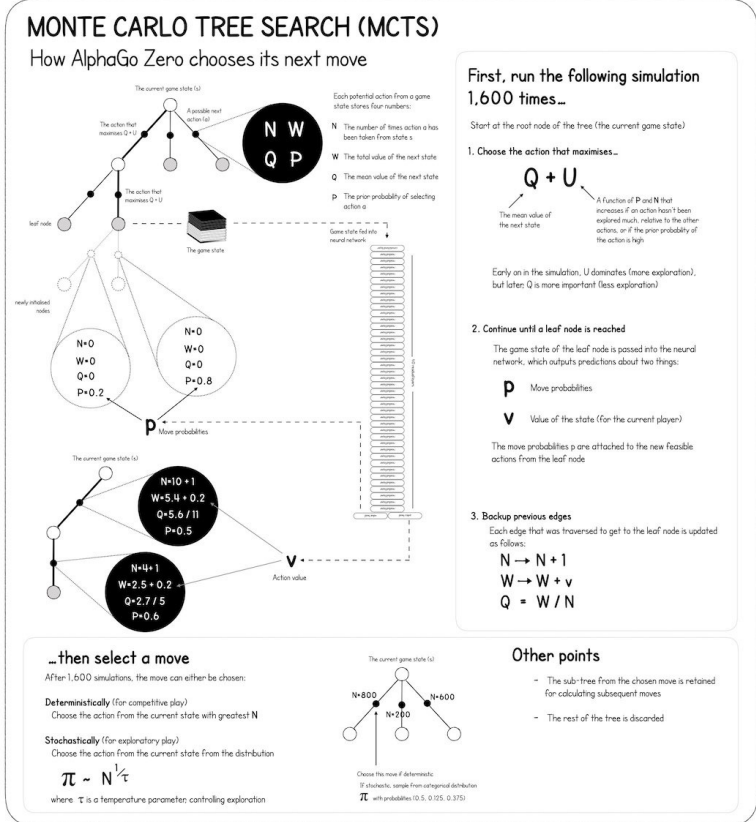 MONTE CARLO TREE SEARCH (MCTS)
How AlphaGo Zero chooses its next move
The current game state (s)
A possible next
action (a)
The action that
maximises Q + U
N W
Q P
Each potential action from a game
state stores four numbers:
N The number of times action a has
been taken from state s
W The total value of the next state
Q The mean value of the next state
P The prior probability of selecting
action a
The action that
maximises Q + U
leaf node
The game state
Game state fed into
neural network
newly initialised
nodes
N=0
W=0
Q=0
P=0.2
N=0
W=0
Q=0
P=0.8
p Move probabilities
The current game state (s)
N=10 + 1
W=5.4 + 0.2
Q=5.6 / 11
P=0.5
N=4+1
W=2.5 + 0.2
Q=2.7 / 5
P=0.6
v
Action value
First, run the following simulation
1,600 times...
Start at the root node of the tree (the current game state)
1. Choose the action that maximises...
Q + U
The mean value of
the next state
A function of P and N that
increases if an action hasn't been
explored much, relative to the other
actions, or if the prior probability of
the action is high
Early on in the simulation, U dominates (more exploration),
but later, Q is more important (less exploration)
2. Continue until a leaf node is reached
The game state of the leaf node is passed into the neural
network, which outputs predictions about two things:
p Move probabilities
v Value of the state (for the current player)
The move probabilities p are attached to the new feasible
actions from the leaf node
3. Backup previous edges
Each edge that was traversed to get to the leaf node is updated
as follows:
N → N + 1
W → W + v
Q = W / N
...then select a move
After 1,600 simulations, the move can either be chosen:
Deterministically (for competitive play)
Choose the action from the current state with greatest N
Stochastically (for exploratory play)
Choose the action from the current state from the distribution
π ~ N^1/τ
where τ is a temperature parameter, controlling exploration
The current game state (s)
N=800
N=200
N=600
Choose this move if deterministic
If stochastic, sample from categorical distribution
π with probabilities (0.5, 0.125, 0.375)
Other points
- The sub-tree from the chosen move is retained
for calculating subsequent moves
- The rest of the tree is discarded